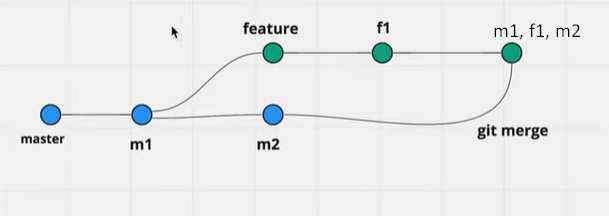 feature
f1
m1, f1, m2
master
m1
m2
git merge